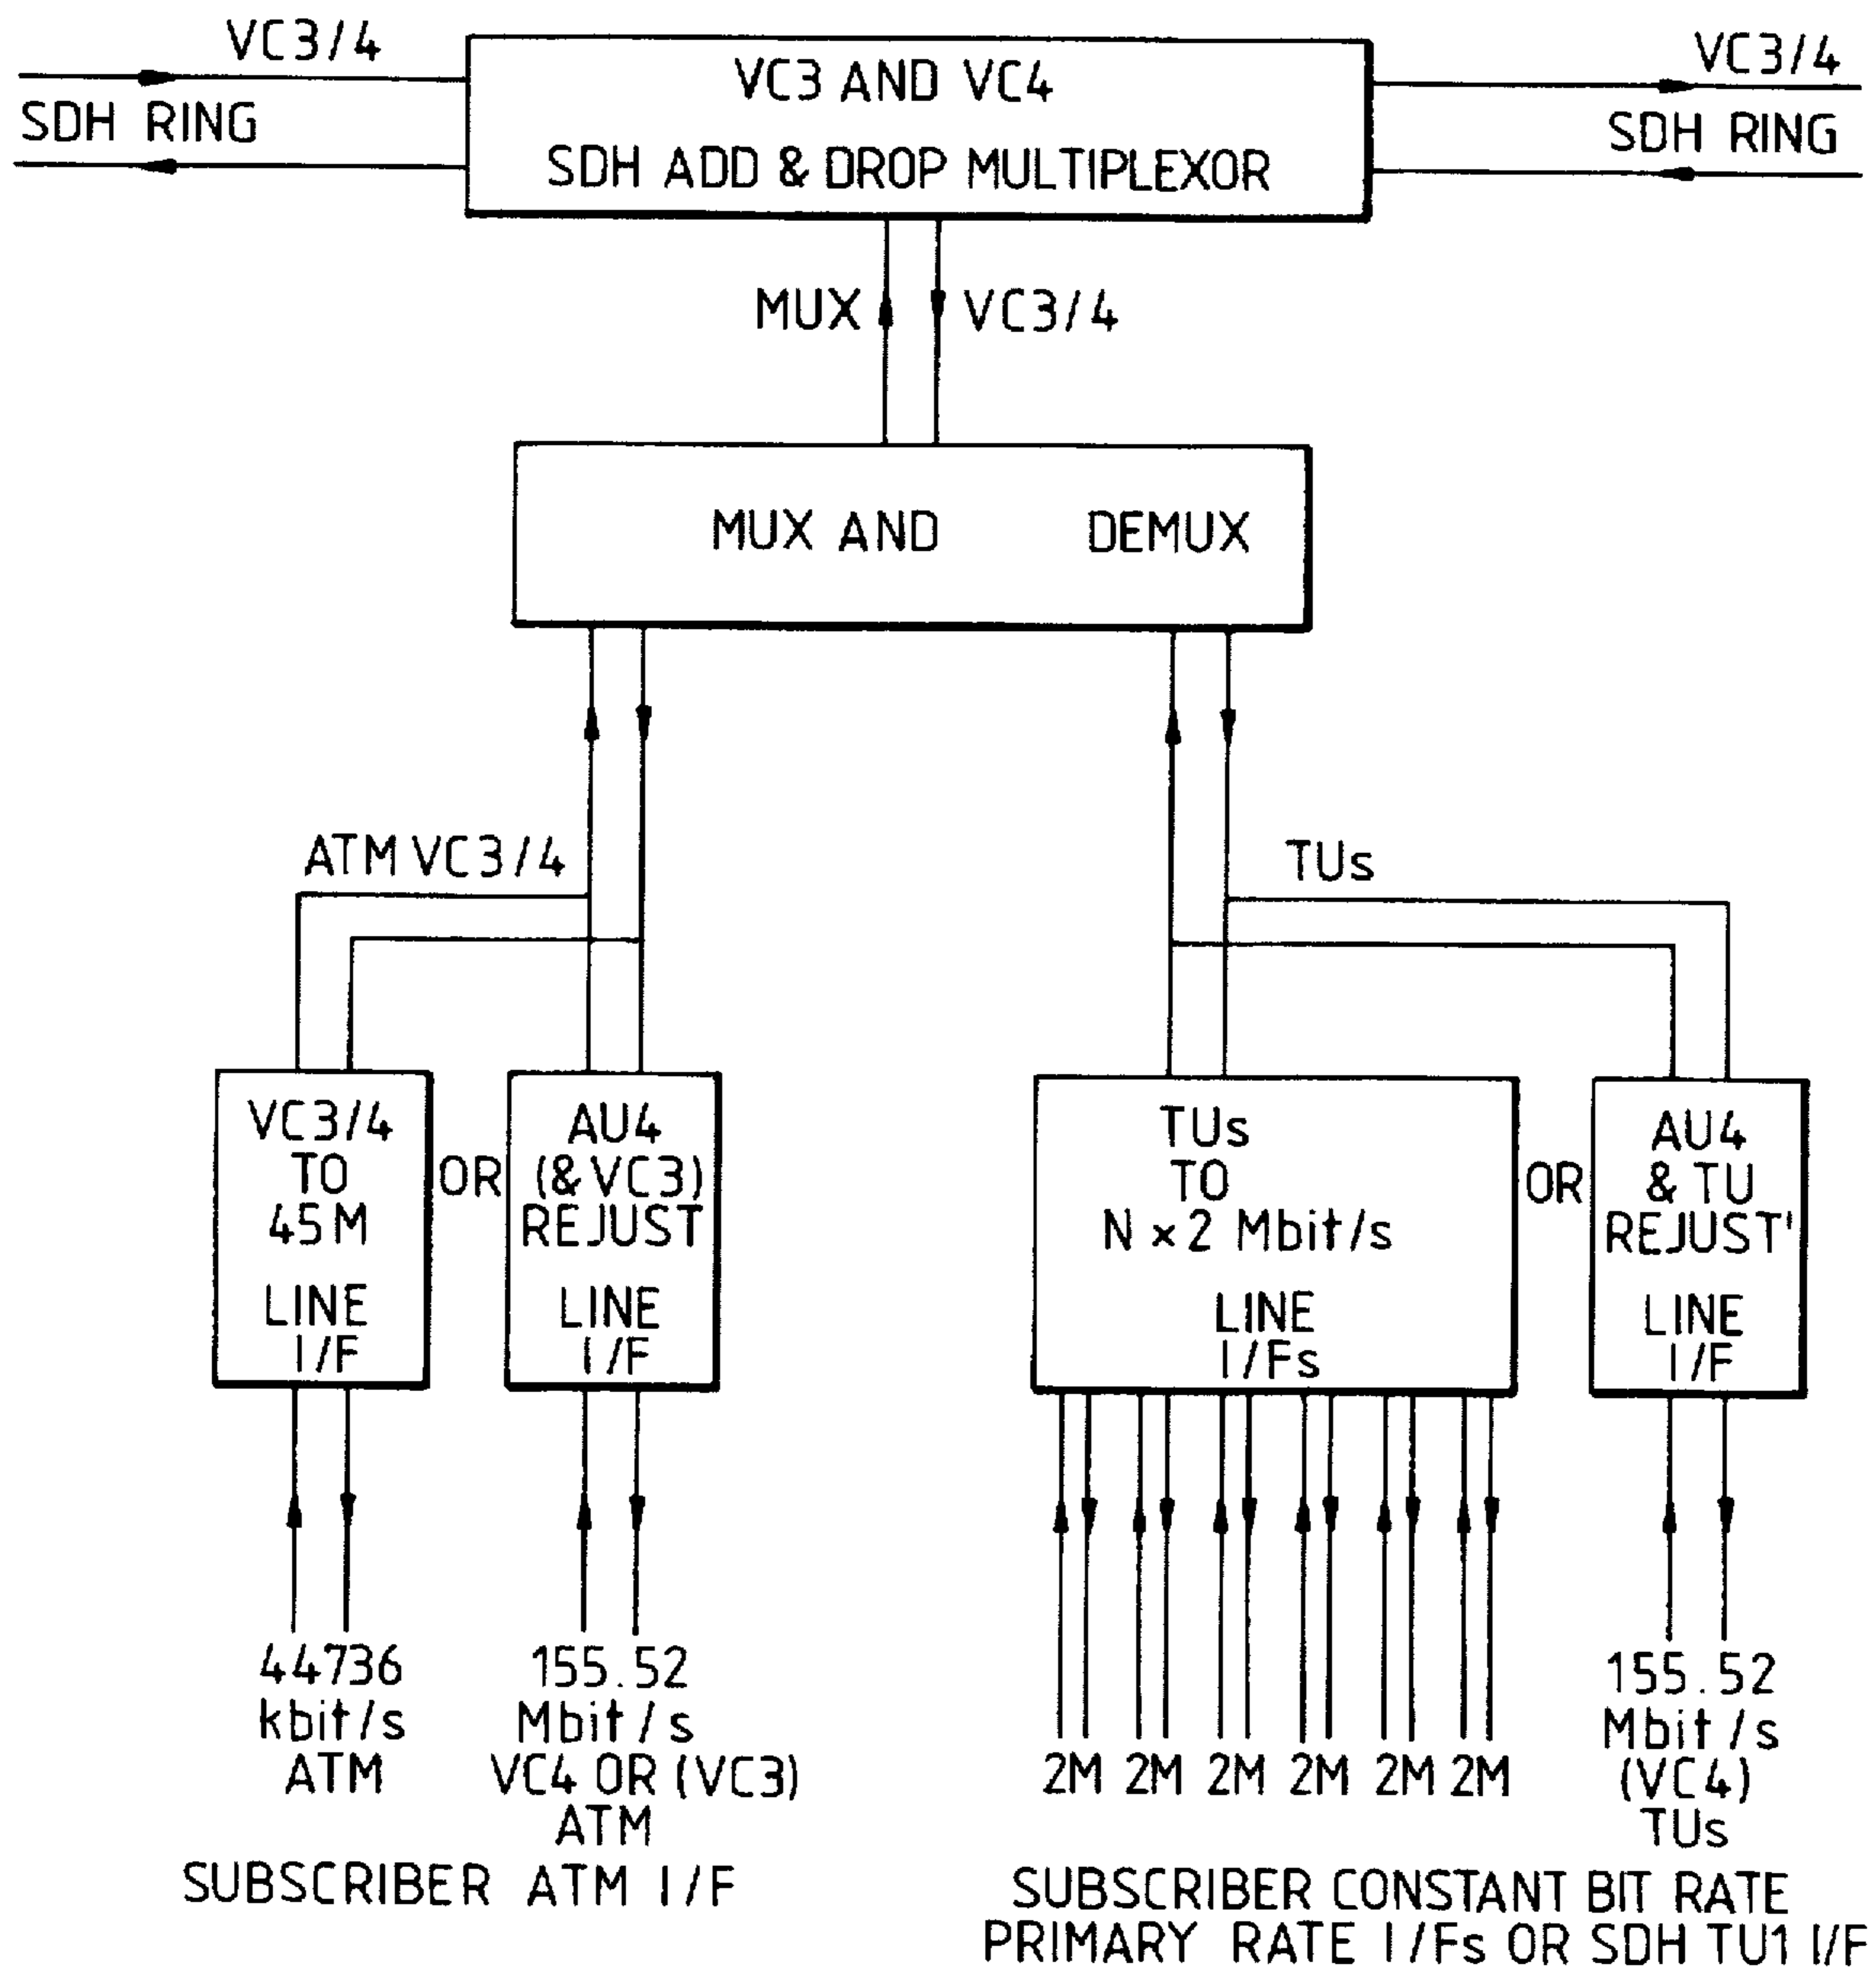 VC3/4
SDH RING
VC3 AND VC4
SDH ADD & DROP MULTIPLEXOR
VC3/4
SDH RING
MUX
VC3/4
MUX AND DEMUX
ATM VC3/4
TUs
VC3/4
TO
45M
LINE
I/F
OR
AU4
(& VC3)
REJUST
LINE
I/F
TUs
TO
N x 2 Mbit/s
LINE
I/Fs
OR
AU4
& TU
REJUST'
LINE
I/F
44736
kbit/s
ATM
155.52
Mbit/s
VC4 OR (VC3)
ATM
2M 2M 2M 2M 2M 2M
155.52
Mbit/s
(VC4)
TUs
SUBSCRIBER ATM I/F
SUBSCRIBER CONSTANT BIT RATE
PRIMARY RATE I/Fs OR SDH TU1 I/F